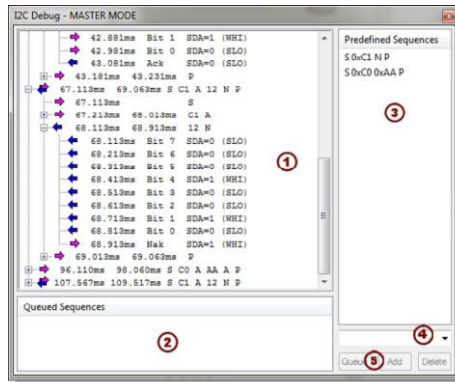 I2C Debug - MASTER MODE
42.881ms Bit 1 SDA=1 (WHI)
42.981ms Bit 0 SDA=0 (SLO)
43.081ms Ack SDA=0 (SLO)
43.181ms 43.231ms P
67.113ms 69.063ms S C1 A 12 N P
67.113ms S
67.213ms 68.013ms C1 A
68.113ms 68.913ms 12 N
68.113ms Bit 7 SDA=0 (SLO)
68.213ms Bit 6 SDA=0 (SLO)
68.313ms Bit 5 SDA=0 (SLO)
68.413ms Bit 4 SDA=1 (WHI)
68.513ms Bit 3 SDA=0 (SLO)
68.613ms Bit 2 SDA=0 (SLO)
68.713ms Bit 1 SDA=1 (WHI)
68.813ms Bit 0 SDA=0 (SLO)
68.913ms Nak SDA=1 (WHI)
69.013ms 69.063ms P
96.110ms 98.060ms S C0 A AA A P
107.567ms 109.517ms S C1 A 12 N P
1
Predefined Sequences
S 0xC1 N P
S 0xC0 0xAA P
3
Queued Sequences
2
4
Queu 5 Add Delete